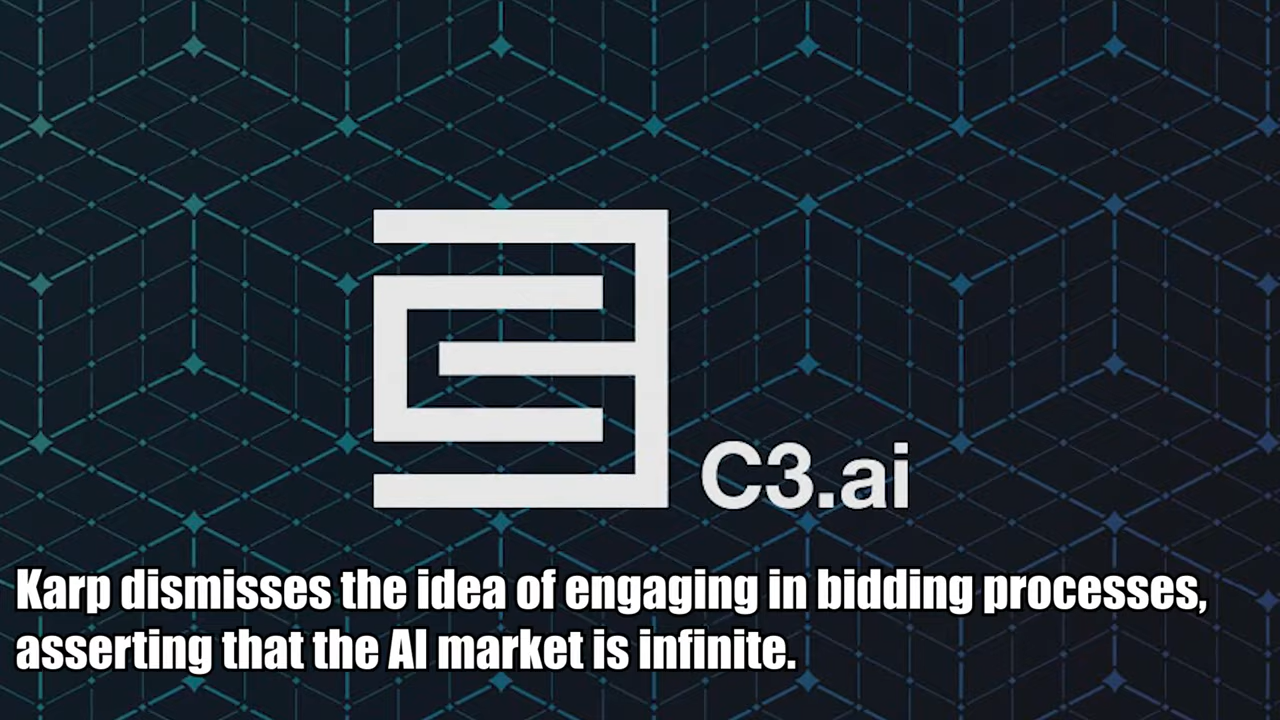 C3.ai
Karp dismisses the idea of engaging in bidding processes,
asserting that the AI market is infinite.